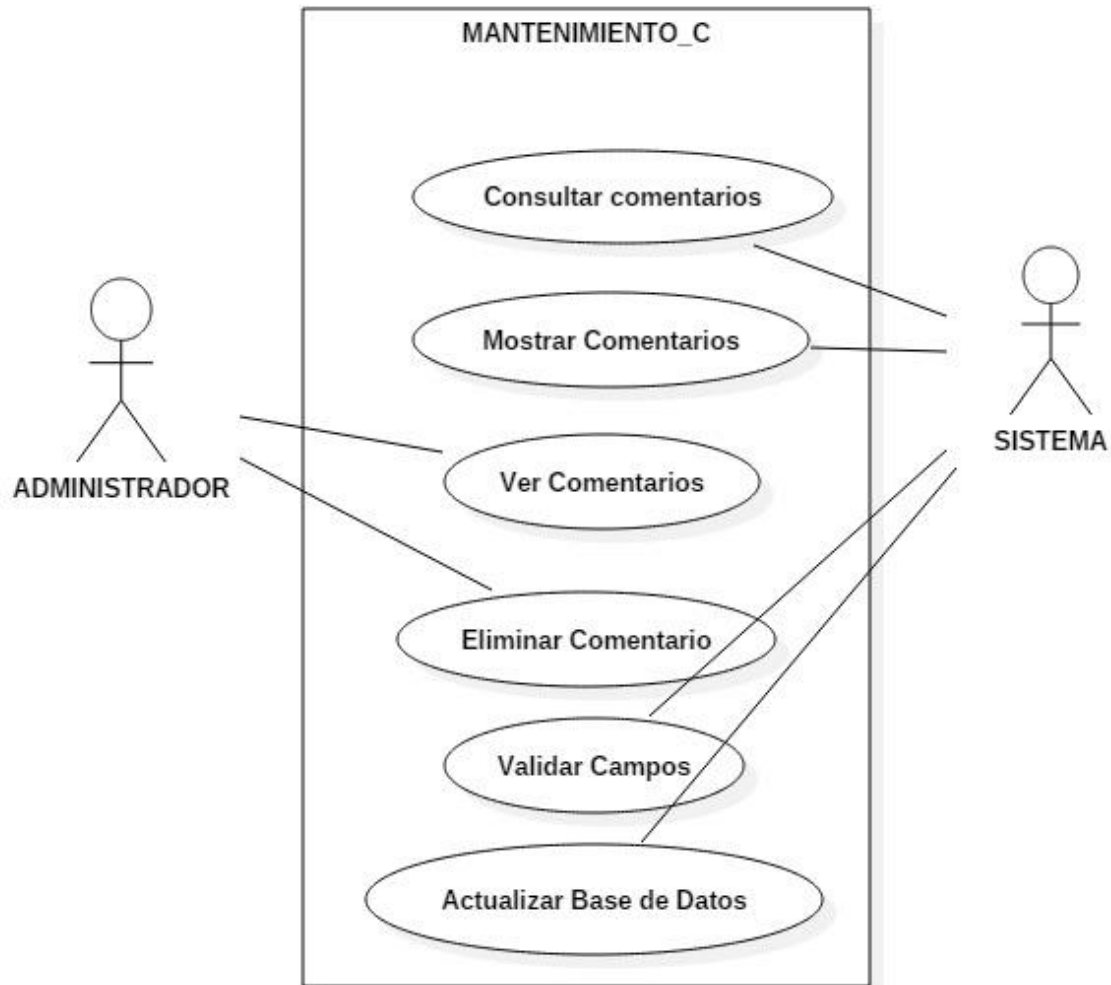 MANTENIMIENTO_C
Consultar comentarios
Mostrar Comentarios
SISTEMA
Ver Comentarios
ADMINISTRADOR
Eliminar Comentario
Validar Campos
Actualizar Base de Datos